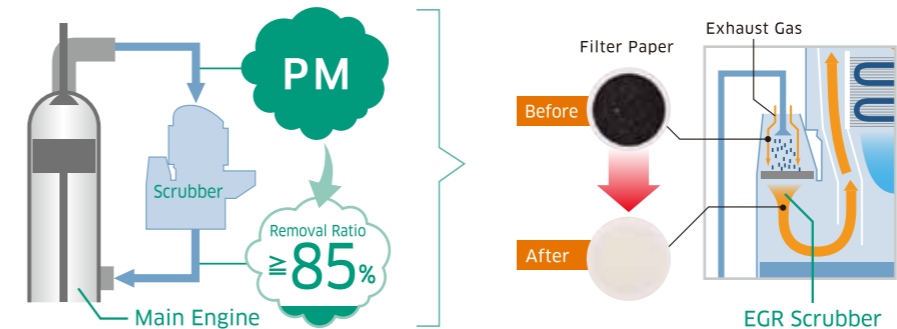 PM
Scrubber
Removal Ratio
≧85%
Main Engine
Filter Paper
Exhaust Gas
Before
After
EGR Scrubber